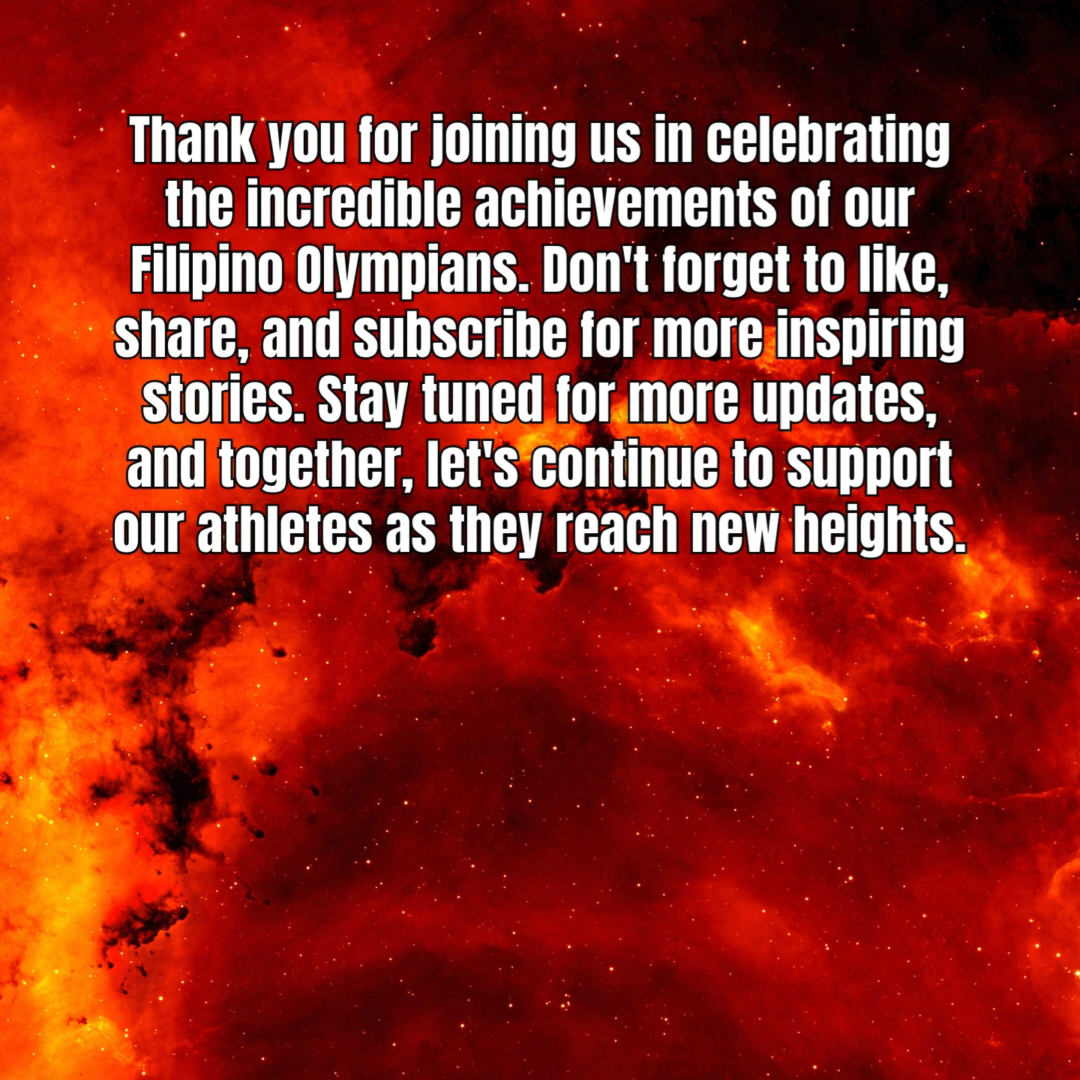 Thank you for joining us in celebrating
the incredible achievements of our
Filipino Olympians. Don't forget to like,
share, and subscribe for more inspiring
stories. Stay tuned for more updates,
and together, let's continue to support
our athletes as they reach new heights.